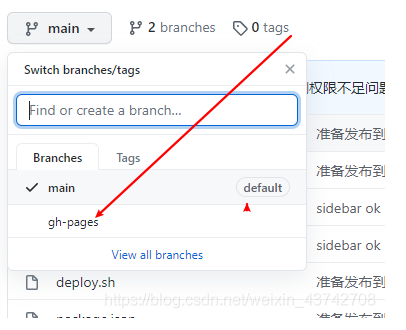 main 2 branches 0 tags
Switch branches/tags
权限不足问题
Find or create a branch...
准备发布到
Branches Tags
准备发布到
main default
sidebar ok
gh-pages
sidebar ok
View all branches
deploy.sh 准备发布到
https://blog.csdn.net/weixin_43742708
package.json
准备发布到